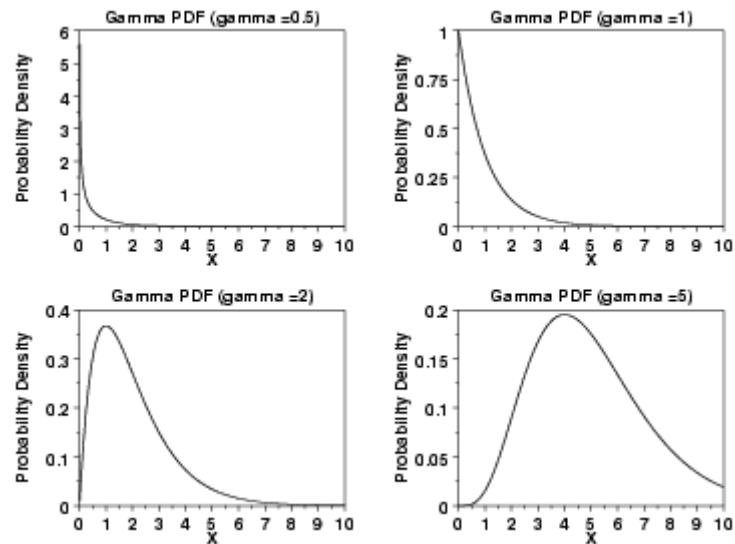 Gamma PDF (gamma =0.5)
6
5
4
3
2
1
0
Probability Density
0 1 2 3 4 5 6 7 8 9 10
X
Gamma PDF (gamma =1)
1
0.75
0.5
0.25
0
Probability Density
0 1 2 3 4 5 6 7 8 9 10
X
Gamma PDF (gamma =2)
0.4
0.3
0.2
0.1
0
Probability Density
0 1 2 3 4 5 6 7 8 9 10
X
Gamma PDF (gamma =5)
0.2
0.15
0.1
0.05
0
Probability Density
0 1 2 3 4 5 6 7 8 9 10
X